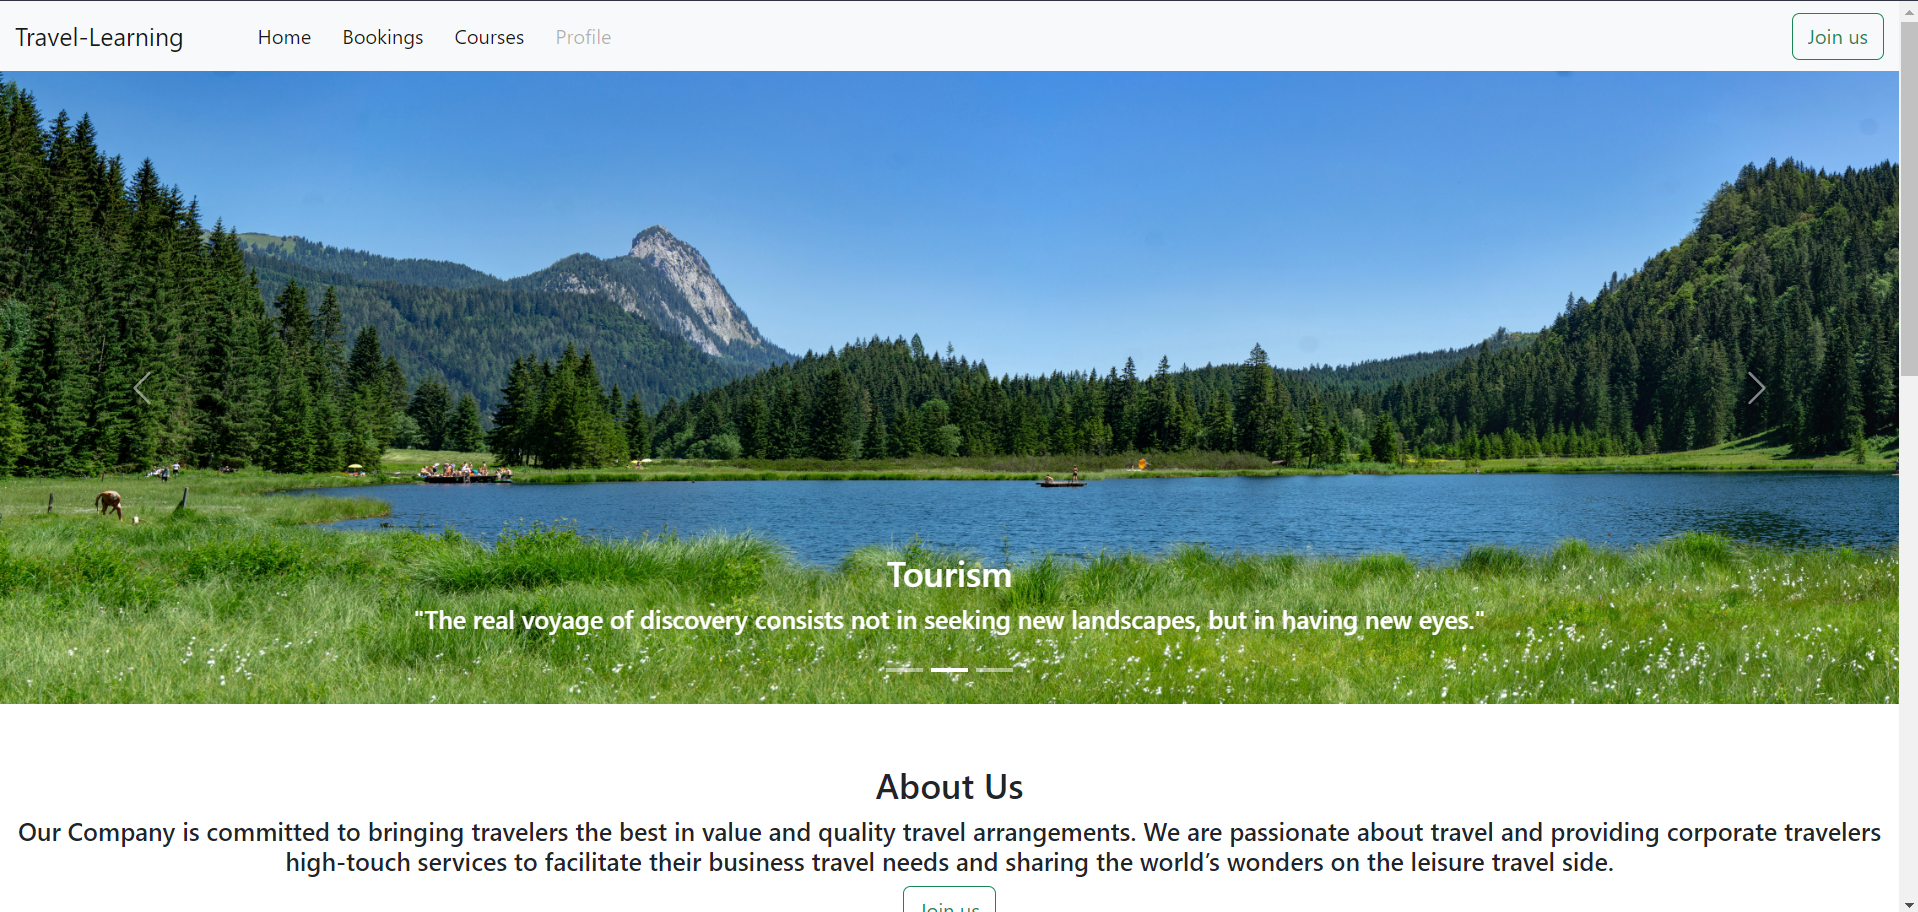 Travel-Learning Home Bookings Courses Profile Join us
Tourism
"The real voyage of discovery consists not in seeking new landscapes, but in having new eyes."
About Us
Our Company is committed to bringing travelers the best in value and quality travel arrangements. We are passionate about travel and providing corporate travelers
high-touch services to facilitate their business travel needs and sharing the world’s wonders on the leisure travel side.
Join us